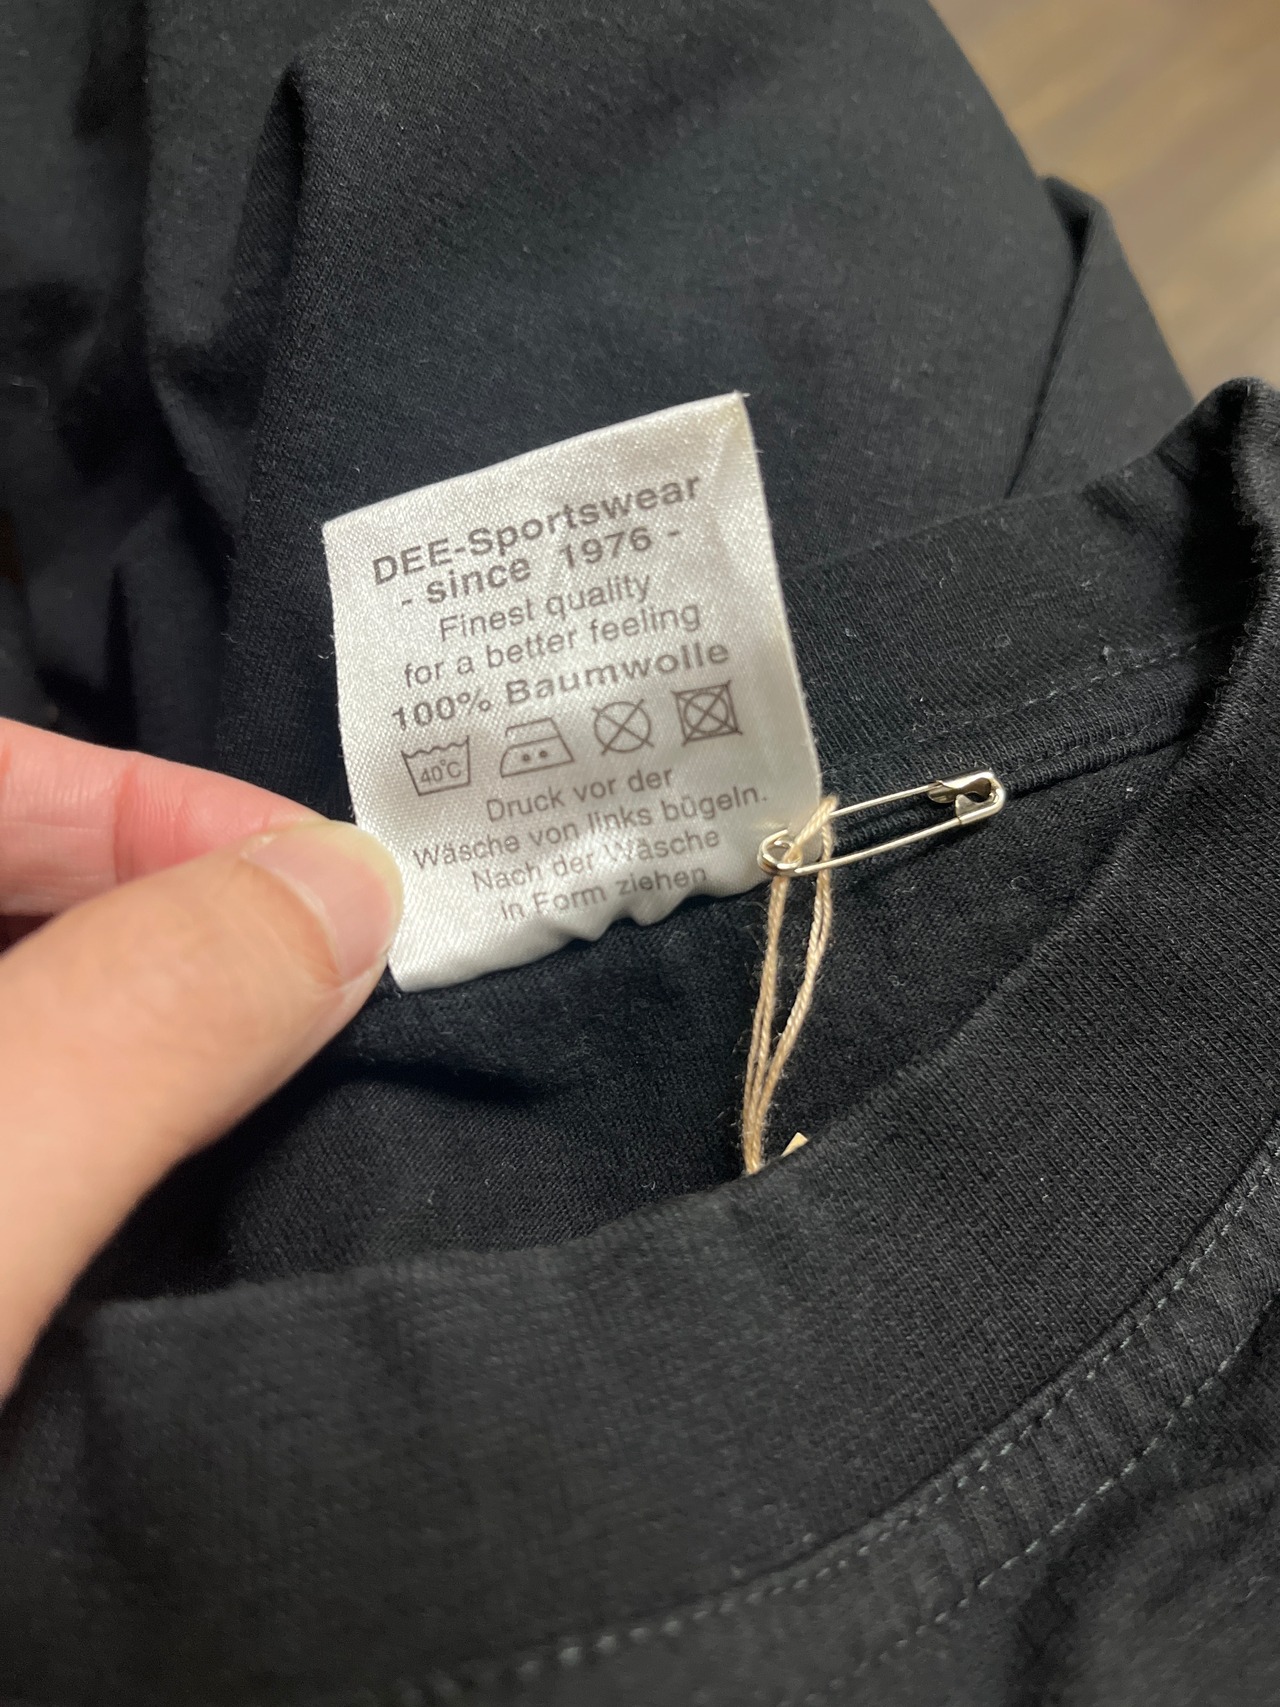 DEE-Sportswear
- since 1976 -
Finest quality
for a better feeling
100% Baumwolle
40°C
Druck vor der
Wäsche von links bügeln.
Nach der Wäsche
in Form ziehen